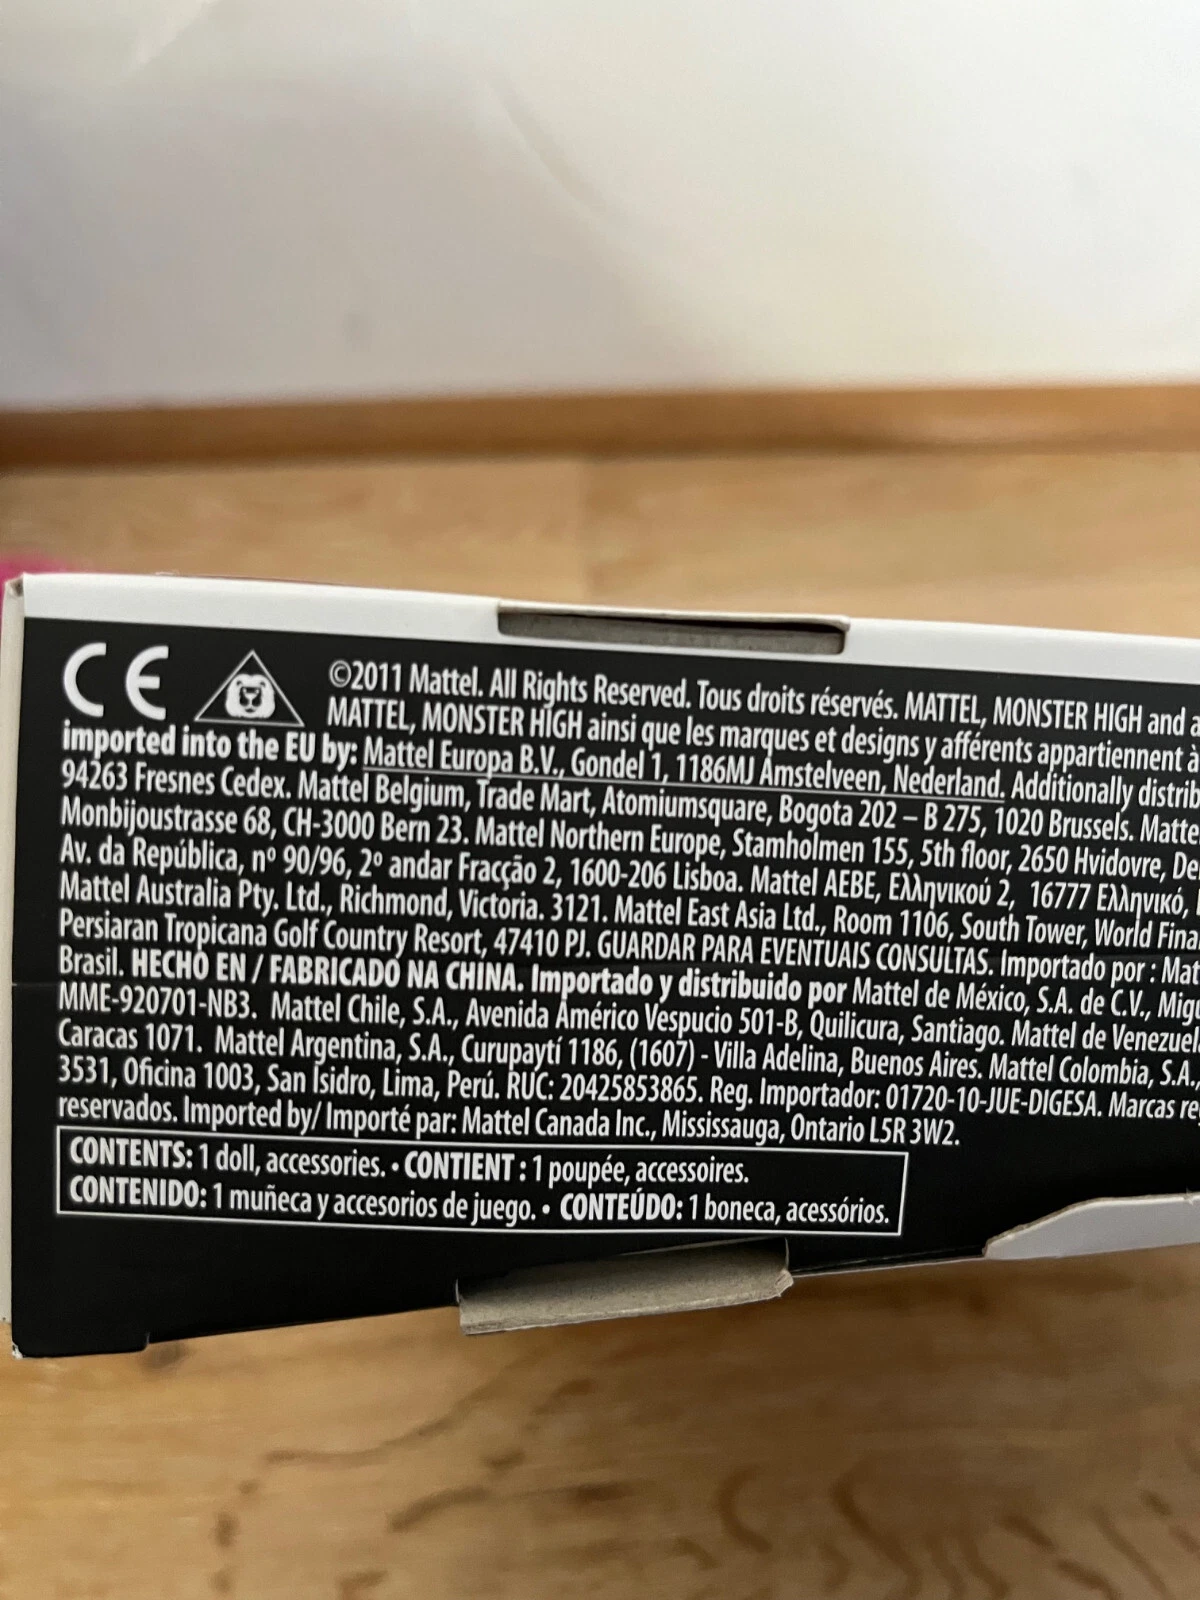 CE ©2011 Mattel. All Rights Reserved. Tous droits réservés. MATTEL, MONSTER HIGH and
MATTEL, MONSTER HIGH ainsi que les marques et designs y afférents appartiennent à
imported into the EU by: Mattel Europa B.V., Gondel 1, 1186MJ Amstelveen, Nederland. Additionally
94263 Fresnes Cedex. Mattel Belgium, Trade Mart, Atomiumsquare, Bogota 202 – B 275, 1020 Brussels.
Monbijoustrasse 68, CH-3000 Bern 23. Mattel Northern Europe, Stamholmen 155, 5th floor, 2650 Hvidovre,
Av. da República, nº 90/96, 2º andar Fracção 2, 1600-206 Lisboa. Mattel AEBE, Ελληνικού 2, 16777 Ελληνικό,
Mattel Australia Pty. Ltd., Richmond, Victoria. 3121. Mattel East Asia Ltd., Room 1106, South Tower, World
Persiaran Tropicana Golf Country Resort, 47410 PJ. GUARDAR PARA EVENTUAIS CONSULTAS. Importado por :
Brasil. HECHO EN / FABRICADO NA CHINA. Importado y distribuido por Mattel de México, S.A. de C.V.,
MME-920701-NB3. Mattel Chile, S.A., Avenida Américo Vespucio 501-B, Quilicura, Santiago. Mattel de
Caracas 1071. Mattel Argentina, S.A., Curupaytí 1186, (1607) - Villa Adelina, Buenos Aires. Mattel Colombia, S.A.,
3531, Oficina 1003, San Isidro, Lima, Perú. RUC: 20425853865. Reg. Importador: 01720-10-JUE-DIGESA. Marcas
reservados. Imported by/ Importé par: Mattel Canada Inc., Mississauga, Ontario L5R 3W2.
CONTENTS: 1 doll, accessories. • CONTIENT : 1 poupée, accessoires.
CONTENIDO: 1 muñeca y accesorios de juego. • CONTEÚDO: 1 boneca, acessórios.